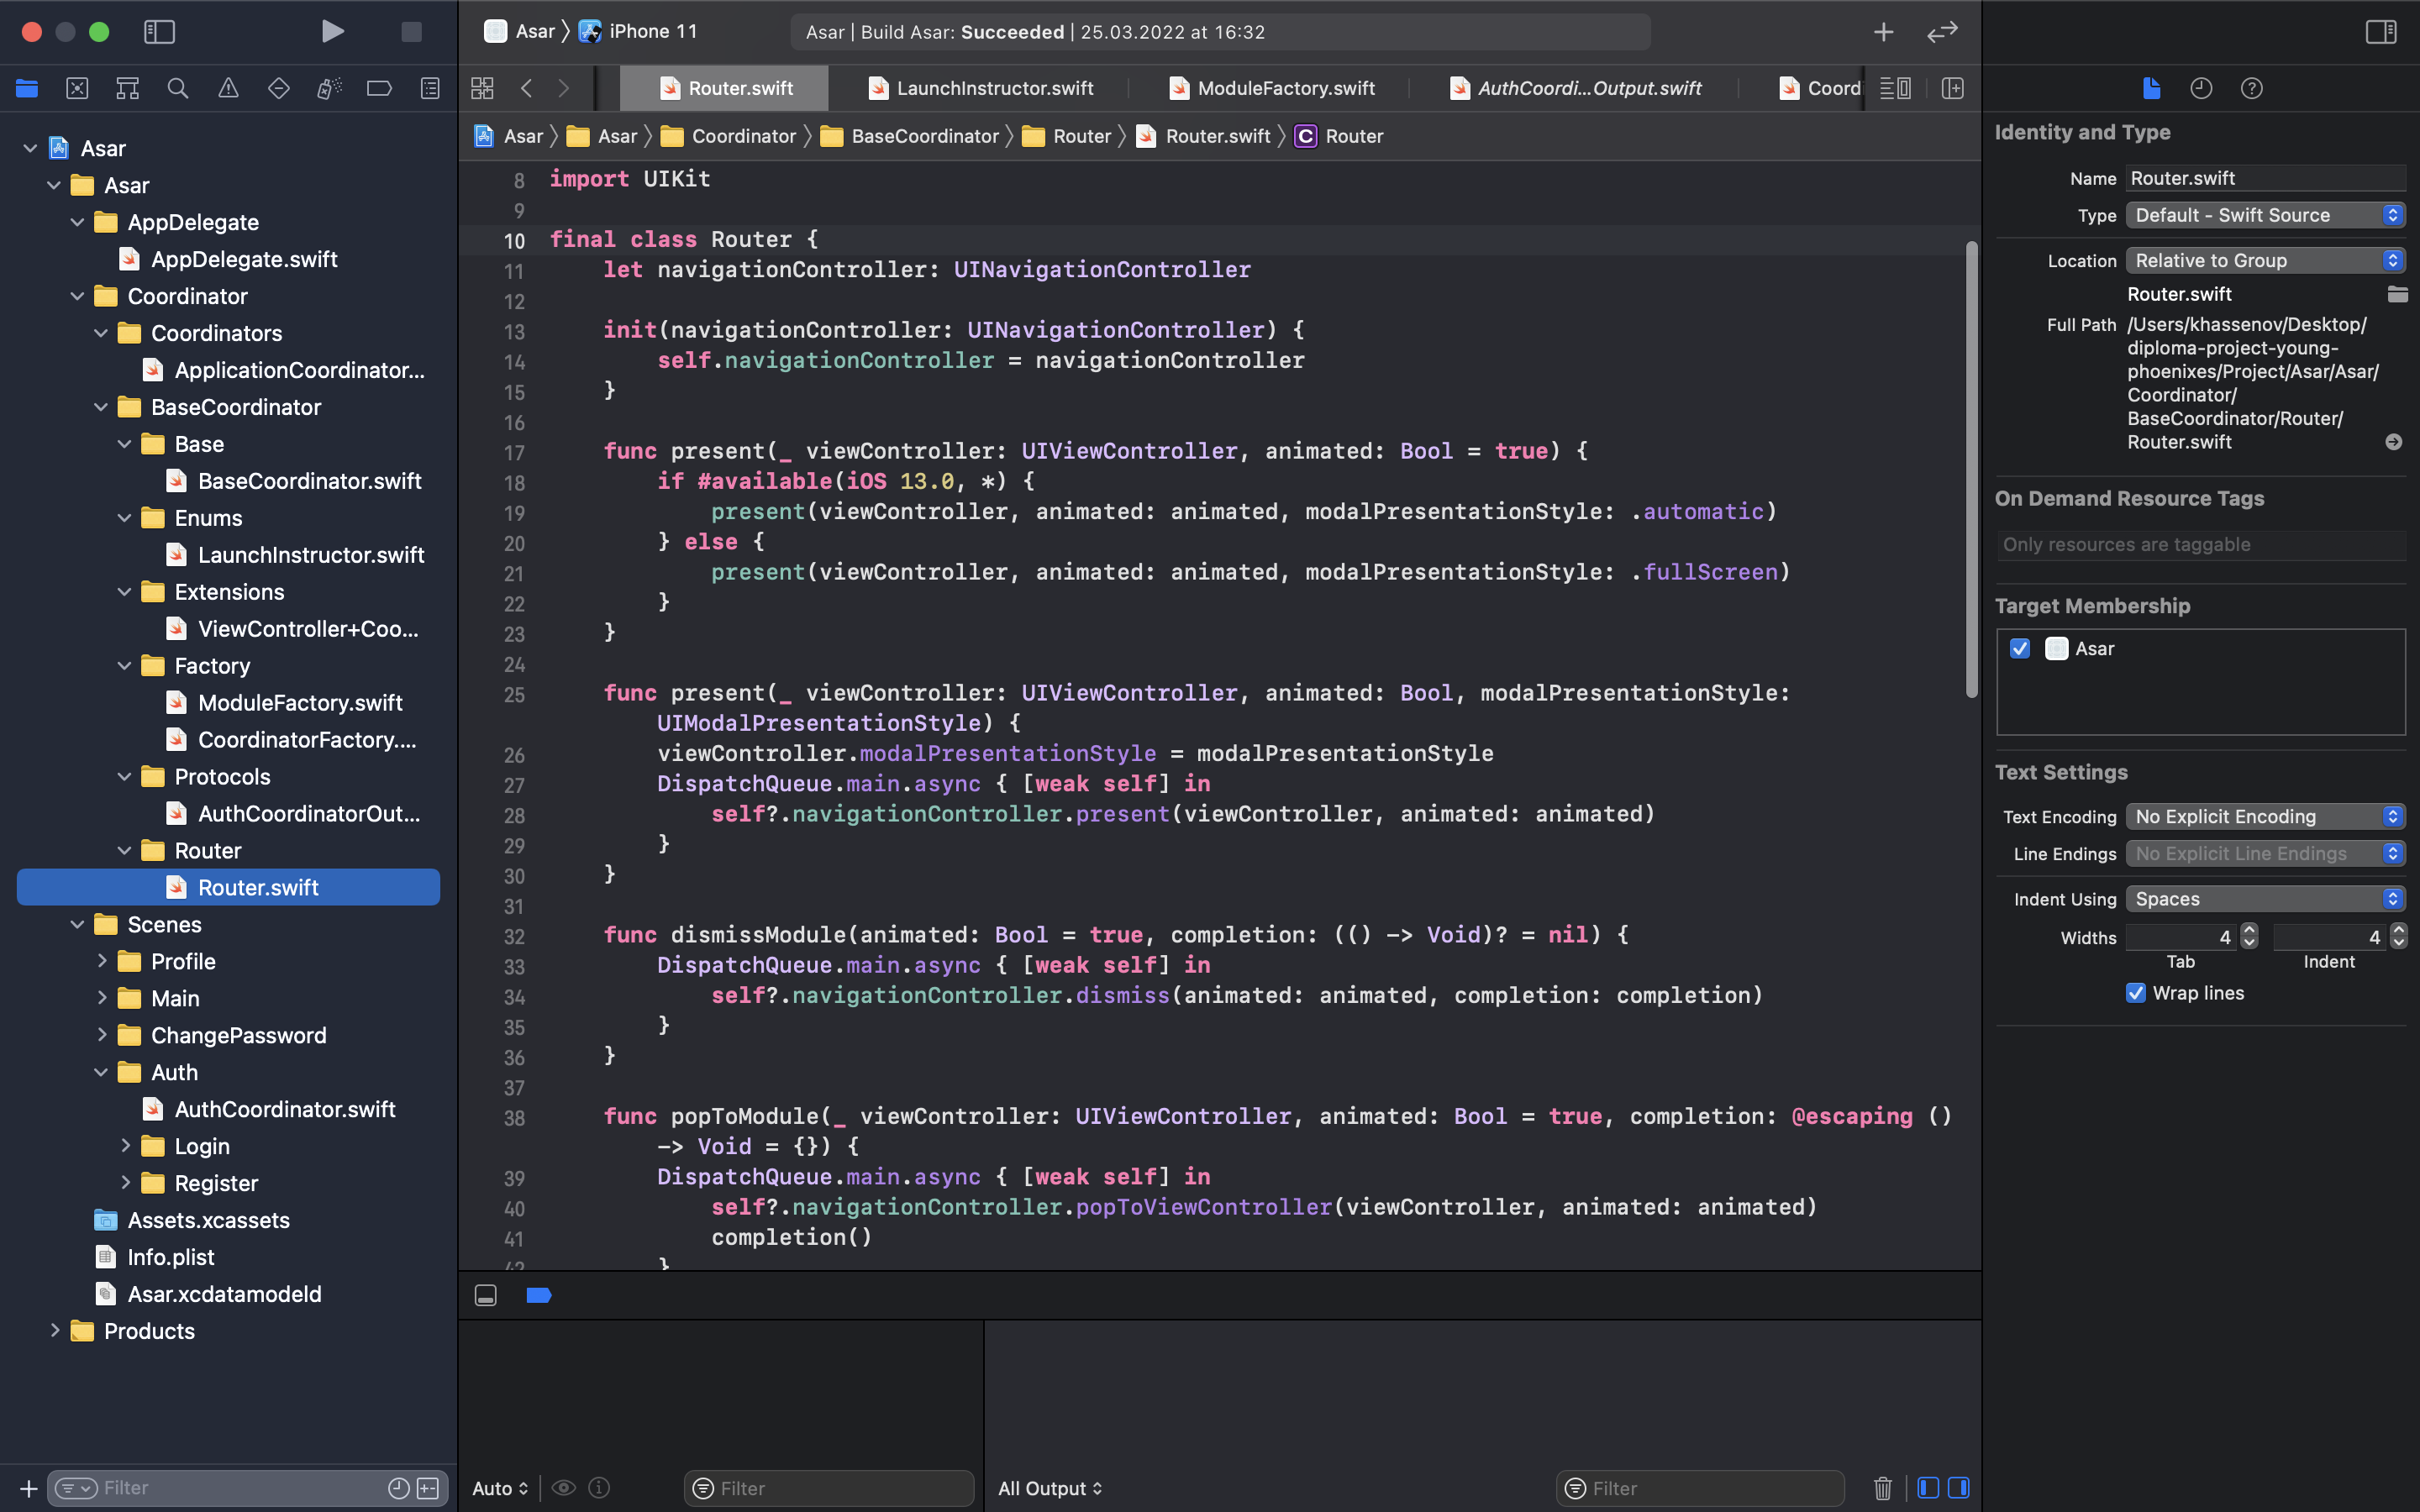 Asar
iPhone 11
Asar | Build Asar: Succeeded | 25.03.2022 at 16:32
Router.swift
LaunchInstructor.swift
ModuleFactory.swift
AuthCoordi...Output.swift
Coord
Asar
Asar
Coordinator
BaseCoordinator
Router
Router.swift
C Router
Asar
Asar
AppDelegate
AppDelegate.swift
Coordinator
Coordinators
ApplicationCoordinator...
BaseCoordinator
Base
BaseCoordinator.swift
Enums
LaunchInstructor.swift
Extensions
ViewController+Coo...
Factory
ModuleFactory.swift
CoordinatorFactory....
Protocols
AuthCoordinatorOut...
Router
Router.swift
Scenes
Profile
Main
ChangePassword
Auth
AuthCoordinator.swift
Login
Register
Assets.xcassets
Info.plist
Asar.xcdatamodeld
Products
Filter
8 import UIKit
9
10 final class Router {
11 let navigationController: UINavigationController
12
13 init(navigationController: UINavigationController) {
14 self.navigationController = navigationController
15 }
16
17 func present(_ viewController: UIViewController, animated: Bool = true) {
18 if #available(iOS 13.0, *) {
19 present(viewController, animated: animated, modalPresentationStyle: .automatic)
20 } else {
21 present(viewController, animated: animated, modalPresentationStyle: .fullScreen)
22 }
23 }
24
25 func present(_ viewController: UIViewController, animated: Bool, modalPresentationStyle:
UIModalPresentationStyle) {
26 viewController.modalPresentationStyle = modalPresentationStyle
27 DispatchQueue.main.async { [weak self] in
28 self?.navigationController.present(viewController, animated: animated)
29 }
30 }
31
32 func dismissModule(animated: Bool = true, completion: (() -> Void)? = nil) {
33 DispatchQueue.main.async { [weak self] in
34 self?.navigationController.dismiss(animated: animated, completion: completion)
35 }
36 }
37
38 func popToModule(_ viewController: UIViewController, animated: Bool = true, completion: @escaping ()
-> Void = {}) {
39 DispatchQueue.main.async { [weak self] in
40 self?.navigationController.popToViewController(viewController, animated: animated)
41 completion()
42 }
Auto
Filter
All Output
Filter
Identity and Type
Name Router.swift
Type Default - Swift Source
Location Relative to Group
Router.swift
Full Path /Users/khassenov/Desktop/
diploma-project-young-
phoenixes/Project/Asar/Asar/
Coordinator/
BaseCoordinator/Router/
Router.swift
On Demand Resource Tags
Only resources are taggable
Target Membership
Asar
Text Settings
Text Encoding No Explicit Encoding
Line Endings No Explicit Line Endings
Indent Using Spaces
Widths 4 4
Tab Indent
Wrap lines